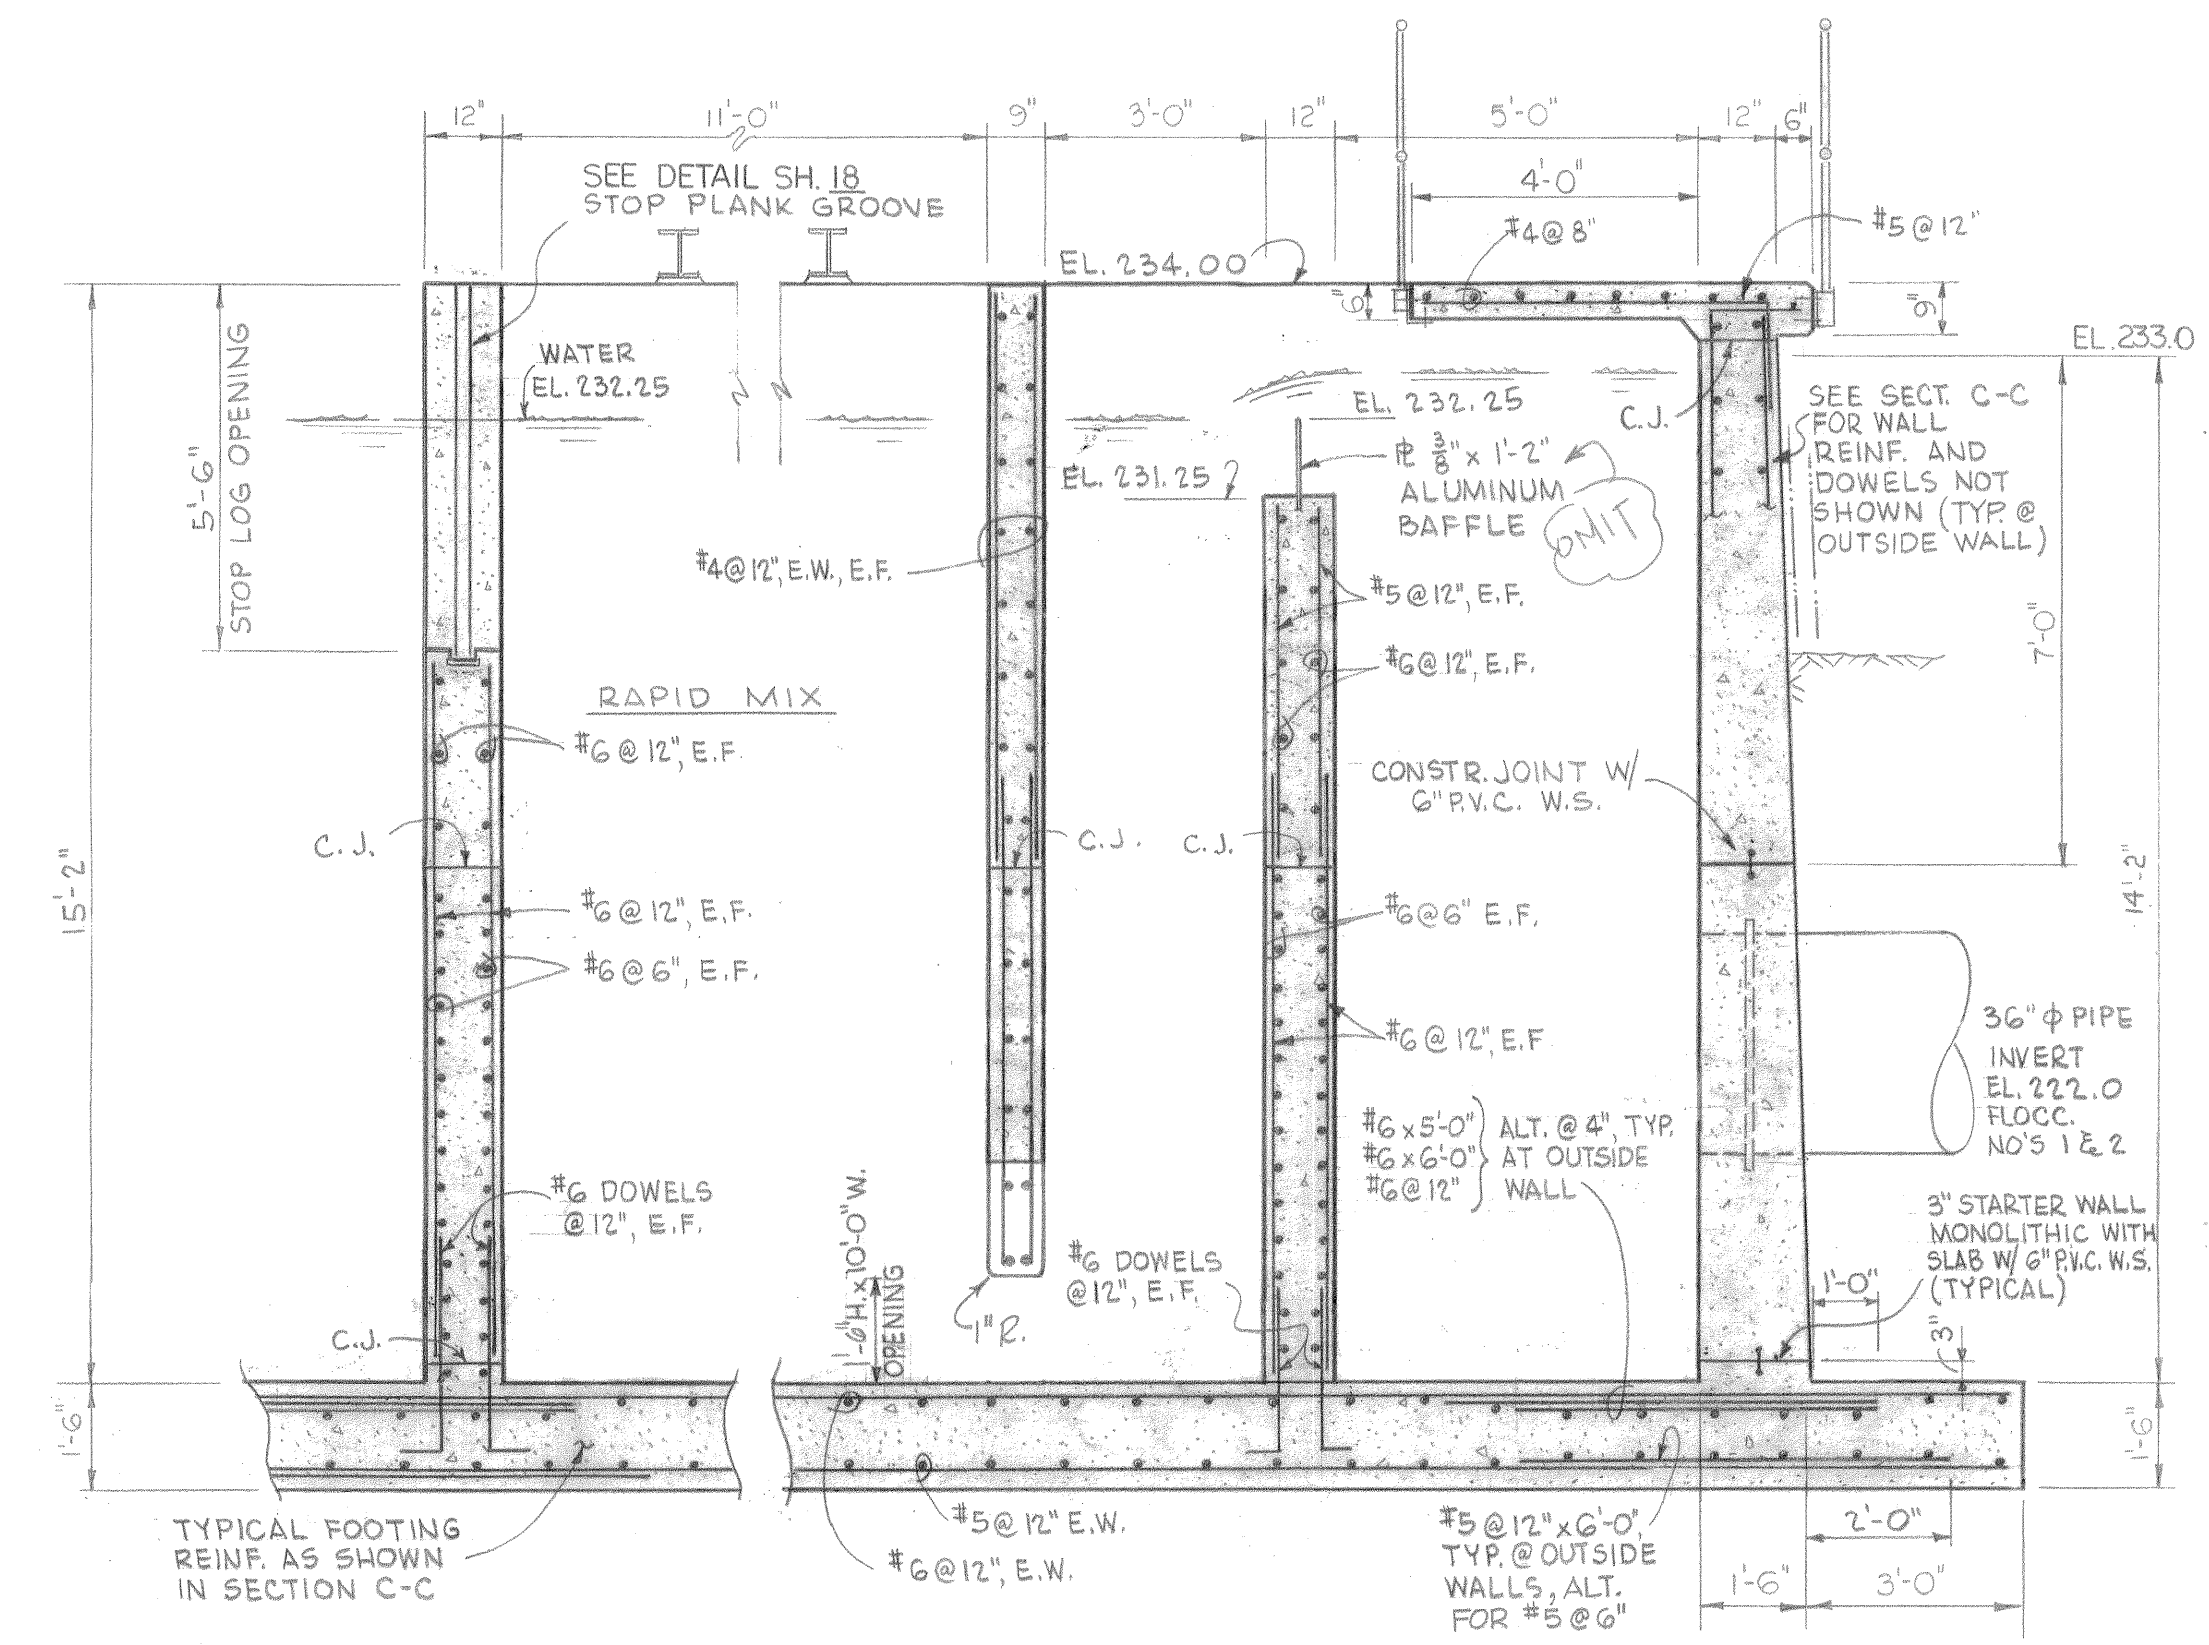 12"
11'-0"
9"
3'-0"
12"
5'-0"
12"
6"
4'-0"
#4@8"
#5@12"
SEE DETAIL SH. 18
STOP PLANK GROOVE
EL. 234.00
9"
EL. 233.0
5'-6"
STOP LOG OPENING
WATER
EL. 232.25
EL. 232.25
EL. 231.25
℄ 3/8" x 1'-2"
ALUMINUM
BAFFLE
OMIT
C.J.
SEE SECT. C-C
FOR WALL
REINF. AND
DOWELS NOT
SHOWN (TYP. @
OUTSIDE WALL)
#4@12", E.W., E.F.
#5@12", E.F.
#6@12", E.F.
7'-0"
RAPID MIX
#6 @ 12", E.F.
CONSTR. JOINT W/
6" P.V.C. W.S.
C.J.
C.J.
C.J.
15'-2"
14'-2"
#6 @ 12", E.F.
#6@6" E.F.
#6 @ 6", E.F.
#6 @ 12", E.F
36" ϕ PIPE
INVERT
EL. 222.0
FLOCC.
NO'S 1 & 2
#6 x 5'-0"
#6 x 6'-0"
#6@12"
ALT. @ 4", TYP.
AT OUTSIDE
WALL
#6 DOWELS
@ 12", E.F.
1'-6" H. x 10'-0" W.
OPENING
#6 DOWELS
@12", E.F.
3" STARTER WALL
MONOLITHIC WITH
SLAB W/ 6" P.V.C. W.S.
(TYPICAL)
1'-0"
3"
1" R.
C.J.
1'-6"
1'-6"
TYPICAL FOOTING
REINF. AS SHOWN
IN SECTION C-C
#5@12" E.W.
#6@12", E.W.
#5@12" x 6'-0",
TYP. @ OUTSIDE
WALLS, ALT.
FOR #5@6"
2'-0"
1'-6"
3'-0"